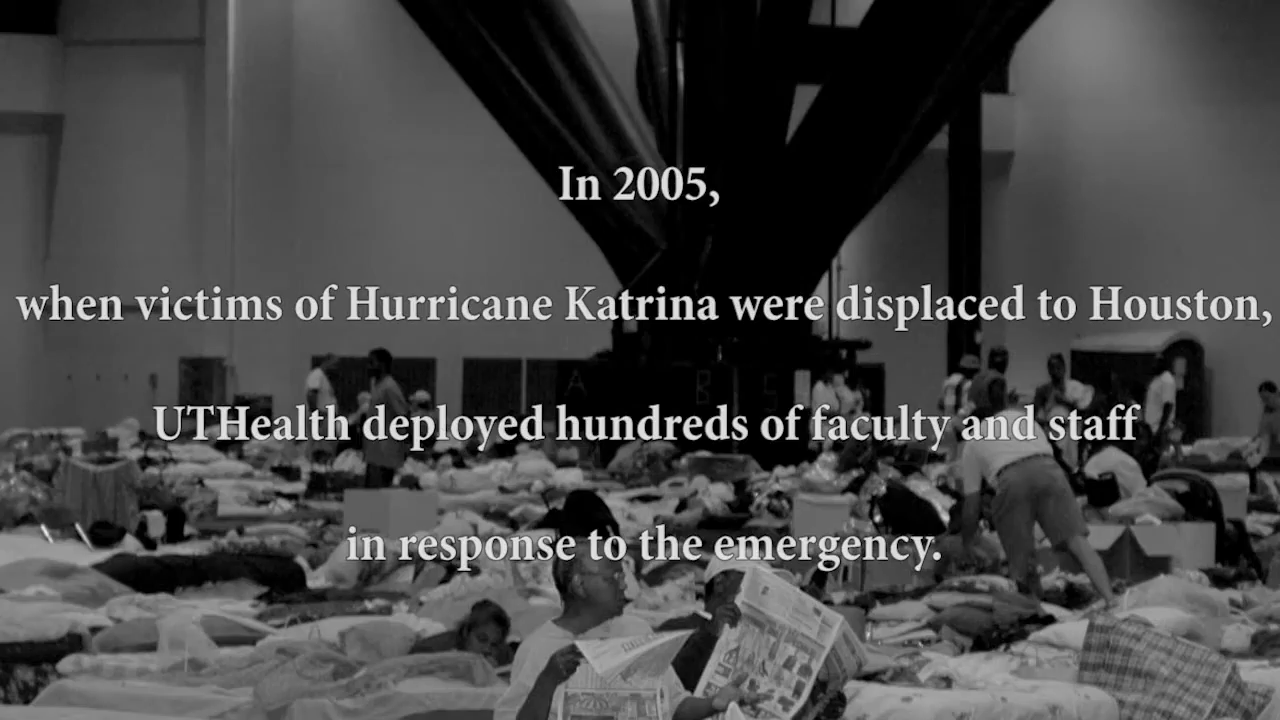 In 2005,
when victims of Hurricane Katrina were displaced to Houston,
UTHealth deployed hundreds of faculty and staff
in response to the emergency.